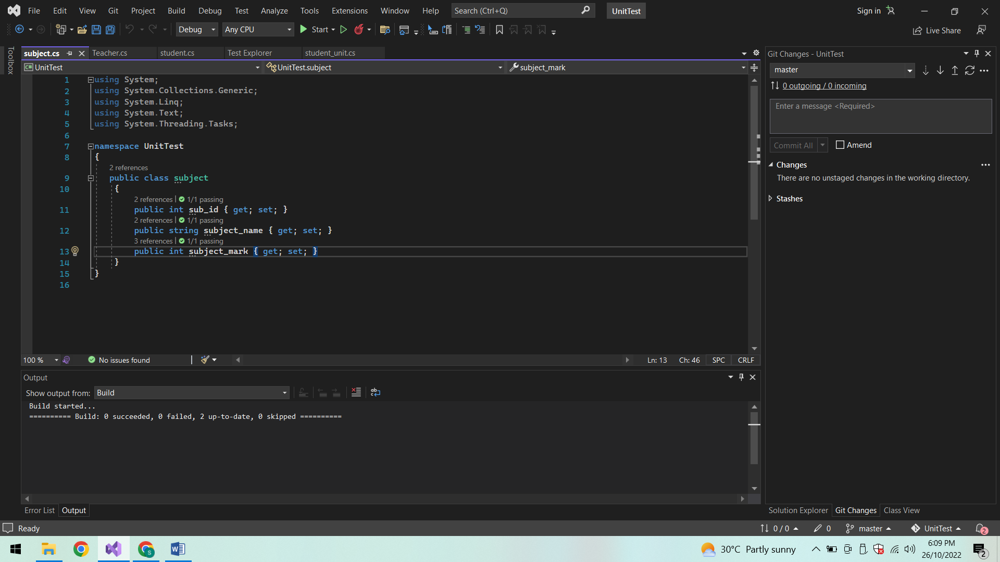 File Edit View Git Project Build Debug Test Analyze Tools Extensions Window Help Search (Ctrl+Q) UnitTest Sign in
Debug Any CPU Start Live Share
Toolbox
subject.cs Teacher.cs student.cs Test Explorer student_unit.cs
C# UnitTest UnitTest.subject subject_mark
1 using System;
2 using System.Collections.Generic;
3 using System.Linq;
4 using System.Text;
5 using System.Threading.Tasks;
6
7 namespace UnitTest
8 {
2 references
9 public class subject
10 {
2 references | 1/1 passing
11 public int sub_id { get; set; }
2 references | 1/1 passing
12 public string subject_name { get; set; }
3 references | 1/1 passing
13 public int subject_mark { get; set; }
14 }
15 }
16
100 % No issues found Ln: 13 Ch: 46 SPC CRLF
Output
Show output from: Build
Build started...
========== Build: 0 succeeded, 0 failed, 2 up-to-date, 0 skipped ==========
Error List Output
Git Changes - UnitTest
master
0 outgoing / 0 incoming
Enter a message <Required>
Commit All Amend
Changes
There are no unstaged changes in the working directory.
Stashes
Solution Explorer Git Changes Class View
Ready 0 / 0 0 master UnitTest 2
S
30°C Partly sunny 6:09 PM
26/10/2022 2